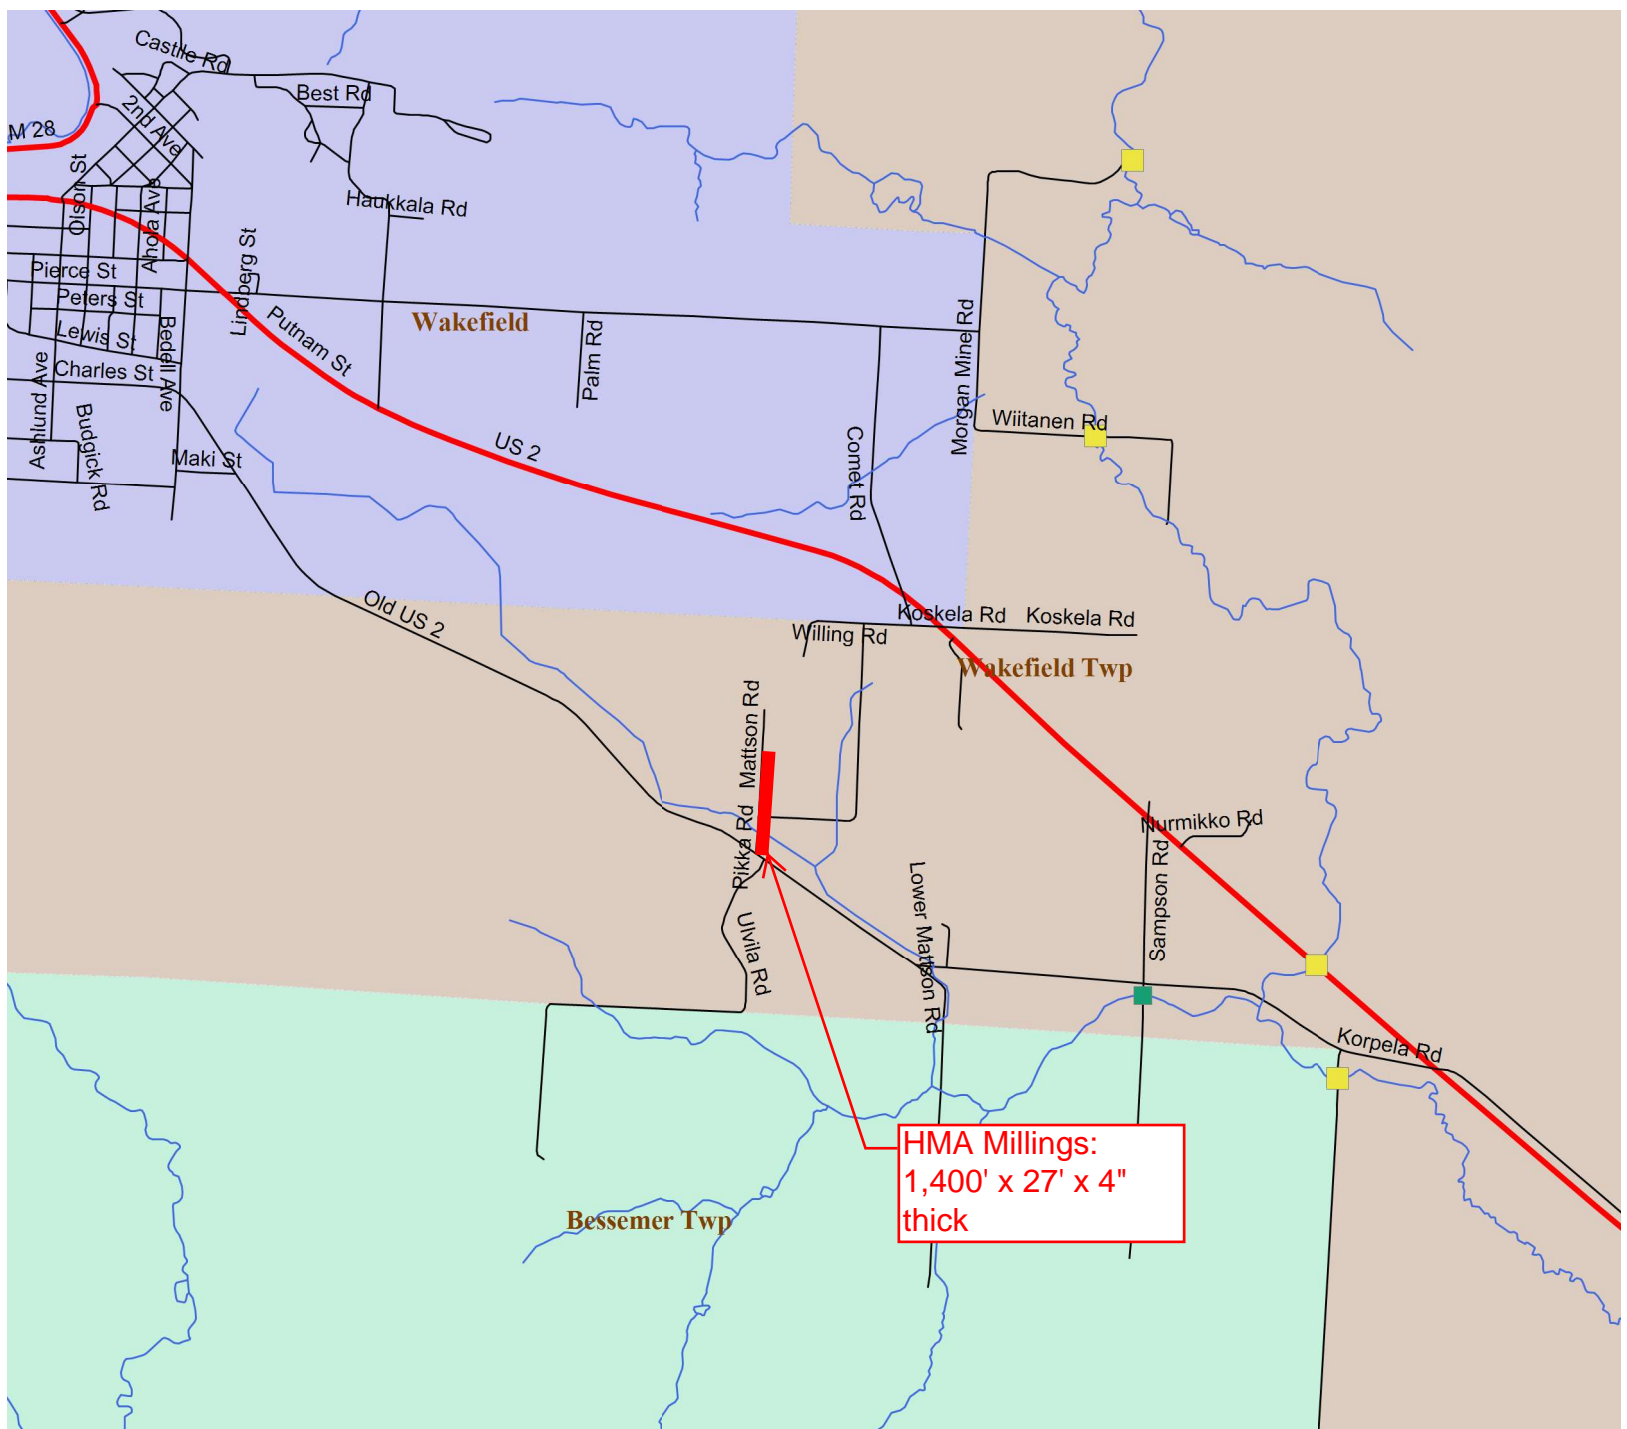 Castile Rd
Best Rd
2nd Ave
M 28
Olson St
Ahola Ave
Haukkala Rd
Lindberg St
Pierce St
Peters St
Lewis St
Charles St
Bedell Ave
Putnam St
Wakefield
Palm Rd
Morgan Mine Rd
Wiitanen Rd
Ashlund Ave
Budgick Rd
Maki St
US 2
Comet Rd
Old US 2
Koskela Rd
Koskela Rd
Willing Rd
Wakefield Twp
Mattson Rd
Pikka Rd
Nurmikko Rd
Sampson Rd
Lower Mattson Rd
Ulvila Rd
Korpela Rd
HMA Millings:
1,400' x 27' x 4"
thick
Bessemer Twp